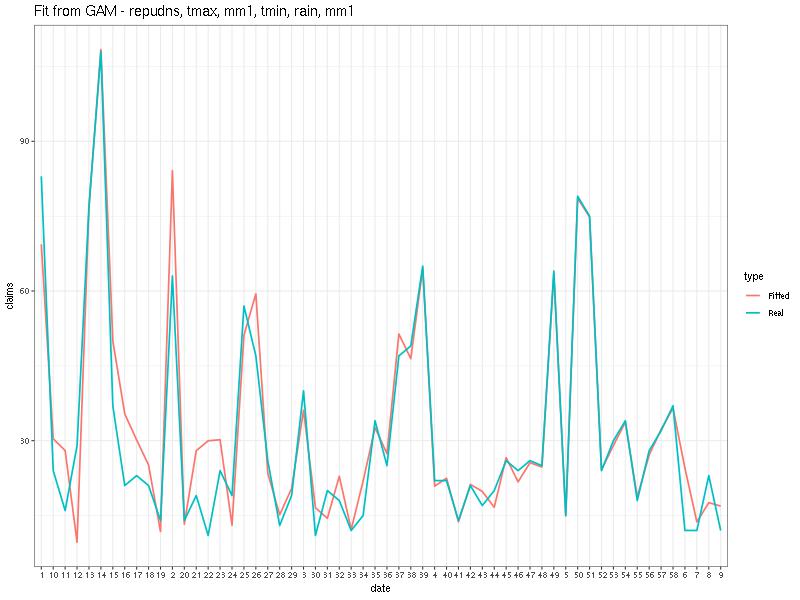 Fit from GAM - repudns, tmax, mm1, tmin, rain, mm1
claims
90
60
30
1 10 11 12 13 14 15 16 17 18 19 2 20 21 22 23 24 25 26 27 28 29 3 30 31 32 33 34 35 36 37 38 39 4 40 41 42 43 44 45 46 47 48 49 5 50 51 52 53 54 55 56 57 58 6 7 8 9
date
type
Fitted
Real